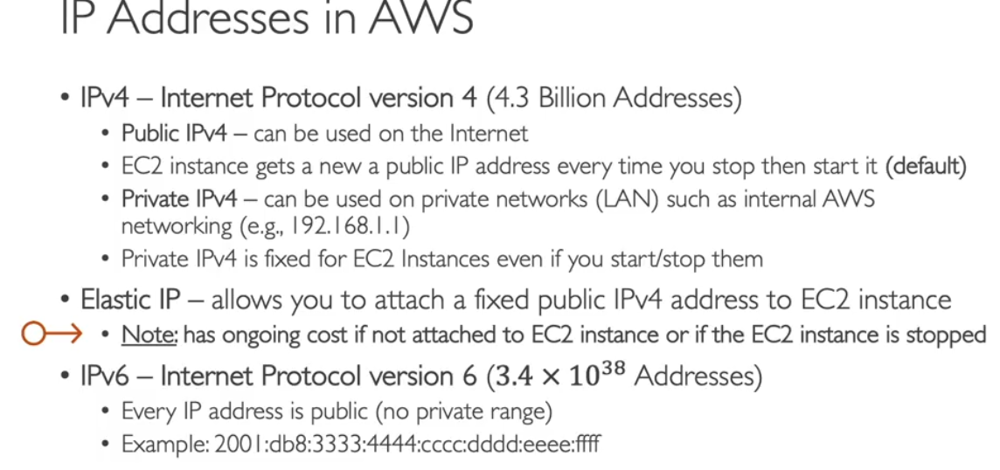 IP Addresses in AWS
• IPv4 – Internet Protocol version 4 (4.3 Billion Addresses)
• Public IPv4 – can be used on the Internet
• EC2 instance gets a new a public IP address every time you stop then start it (default)
• Private IPv4 – can be used on private networks (LAN) such as internal AWS
networking (e.g., 192.168.1.1)
• Private IPv4 is fixed for EC2 Instances even if you start/stop them
• Elastic IP – allows you to attach a fixed public IPv4 address to EC2 instance
• Note: has ongoing cost if not attached to EC2 instance or if the EC2 instance is stopped
• IPv6 – Internet Protocol version 6 (3.4 × 10³⁸ Addresses)
• Every IP address is public (no private range)
• Example: 2001:db8:3333:4444:cccc:dddd:eeee:ffff